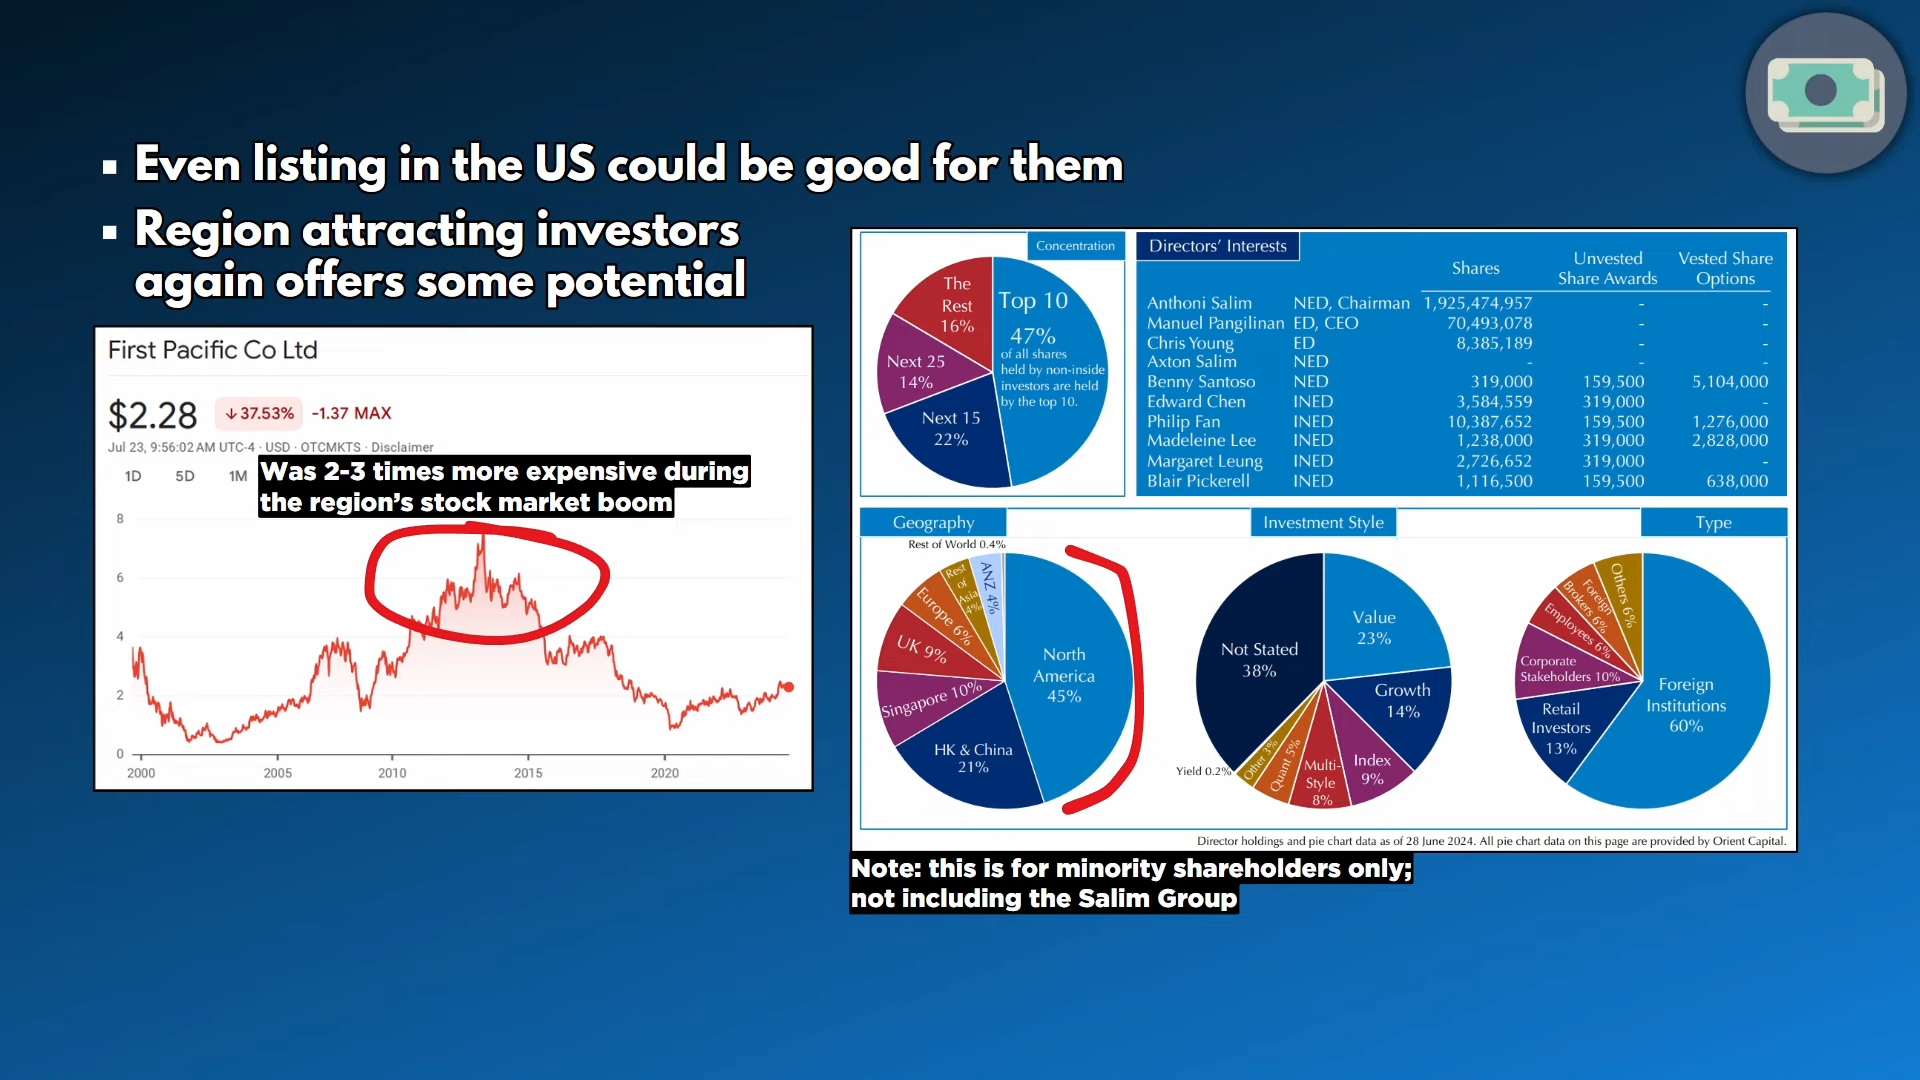 ▪ Even listing in the US could be good for them
▪ Region attracting investors
again offers some potential
First Pacific Co Ltd
$2.28 ↓37.53% -1.37 MAX
Jul 23, 9:56:02 AM UTC-4 · USD · OTCMKTS · Disclaimer
1D 5D 1M
Was 2-3 times more expensive during
the region's stock market boom
8
6
4
2
0
2000 2005 2010 2015 2020
Concentration
The
Rest
16%
Top 10
47%
of all shares
held by non-inside
investors are held
by the top 10.
Next 25
14%
Next 15
22%
Directors' Interests
Shares Unvested Share Awards Vested Share Options
Anthoni Salim NED, Chairman 1,925,474,957 - -
Manuel Pangilinan ED, CEO 70,493,078 - -
Chris Young ED 8,385,189 - -
Axton Salim NED - - -
Benny Santoso NED 319,000 159,500 5,104,000
Edward Chen INED 3,584,559 319,000 -
Philip Fan INED 10,387,652 159,500 1,276,000
Madeleine Lee INED 1,238,000 319,000 2,828,000
Margaret Leung INED 2,726,652 319,000 -
Blair Pickerell INED 1,116,500 159,500 638,000
Geography
Rest of World 0.4%
ANZ 4%
Rest
of
Asia
4%
Europe 6%
UK 9%
Singapore 10%
HK & China
21%
North
America
45%
Investment Style
Not Stated
38%
Value
23%
Growth
14%
Index
9%
Multi-
Style
8%
Quant 5%
Other 3%
Yield 0.2%
Type
Others 6%
Foreign
Brokers 6%
Employees 6%
Corporate
Stakeholders 10%
Retail
Investors
13%
Foreign
Institutions
60%
Director holdings and pie chart data as of 28 June 2024. All pie chart data on this page are provided by Orient Capital.
Note: this is for minority shareholders only;
not including the Salim Group